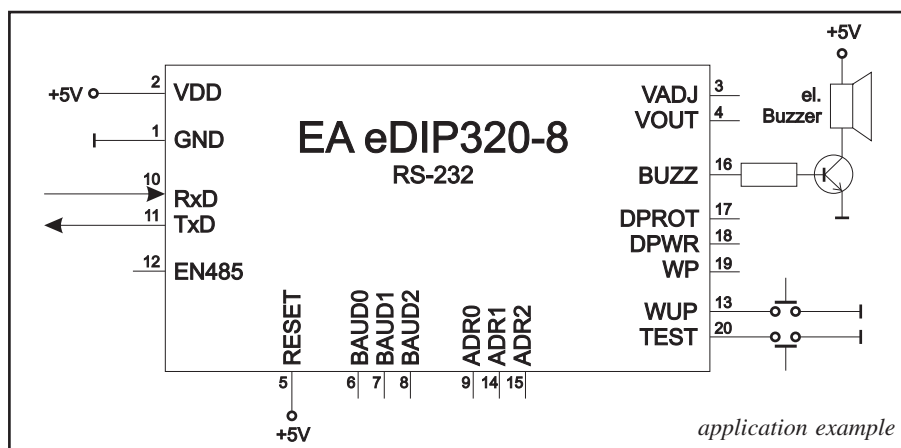 +5V
2
VDD
+5V
1
GND
10
RxD
11
TxD
12
EN485
EA eDIP320-8
RS-232
3
VADJ
4
VOUT
el.
Buzzer
16
BUZZ
17
DPROT
18
DPWR
19
WP
13
WUP
20
TEST
RESET
BAUD0
BAUD1
BAUD2
ADR0
ADR1
ADR2
5
6
7
8
9
14
15
+5V
application example